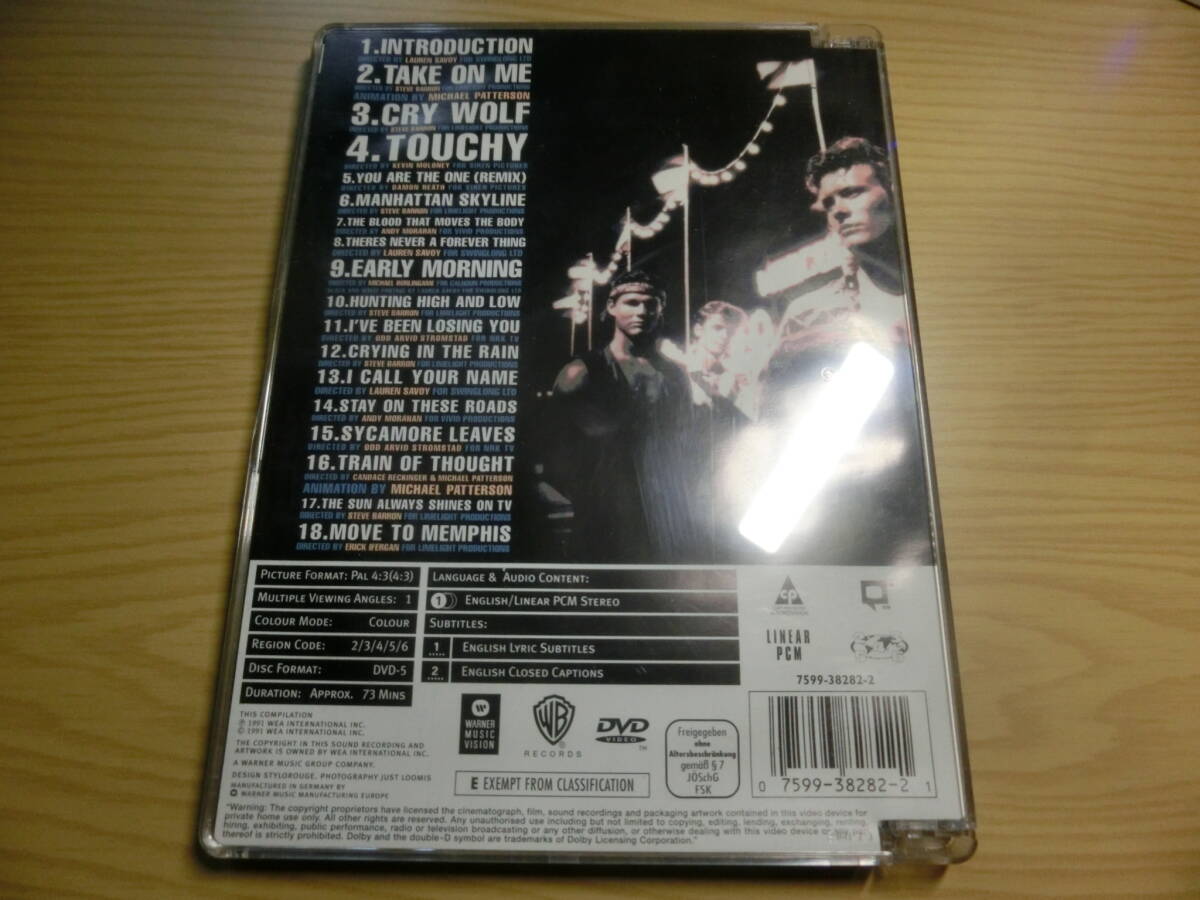 1.INTRODUCTION
DIRECTED BY LAUREN SAVOY FOR SWINGLONG LTD
2.TAKE ON ME
DIRECTED BY STEVE BARRON FOR LIMELIGHT PRODUCTIONS
ANIMATION BY MICHAEL PATTERSON
3.CRY WOLF
DIRECTED BY STEVE BARRON FOR LIMELIGHT PRODUCTIONS
4.TOUCHY
DIRECTED BY KEVIN MOLONEY FOR SIREN PICTURES
5.YOU ARE THE ONE (REMIX)
DIRECTED BY DAMON HEATH FOR SIREN PICTURES
6.MANHATTAN SKYLINE
DIRECTED BY STEVE BARRON FOR LIMELIGHT PRODUCTIONS
7.THE BLOOD THAT MOVES THE BODY
DIRECTED BY ANDY MORAHAN FOR VIVID PRODUCTIONS
8.THERES NEVER A FOREVER THING
DIRECTED BY LAUREN SAVOY FOR SWINGLONG LTD
9.EARLY MORNING
DIRECTED BY MICHAEL BURLINGAME FOR CALHOUN PRODUCTIONS
BLACK AND WHITE FOOTAGE BY LAUREN SAVOY FOR SWINGLONG LTD
10.HUNTING HIGH AND LOW
DIRECTED BY STEVE BARRON FOR LIMELIGHT PRODUCTIONS
11.I'VE BEEN LOSING YOU
DIRECTED BY ODD ARVID STROMSTAD FOR NRK TV
12.CRYING IN THE RAIN
DIRECTED BY STEVE BARRON FOR LIMELIGHT PRODUCTIONS
13.I CALL YOUR NAME
DIRECTED BY LAUREN SAVOY FOR SWINGLONG LTD
14.STAY ON THESE ROADS
DIRECTED BY ANDY MORAHAN FOR VIVID PRODUCTIONS
15.SYCAMORE LEAVES
DIRECTED BY ODD ARVID STROMSTAD FOR NRK TV
16.TRAIN OF THOUGHT
DIRECTED BY CANDACE RECKINGER & MICHAEL PATTERSON
ANIMATION BY MICHAEL PATTERSON
17.THE SUN ALWAYS SHINES ON TV
DIRECTED BY STEVE BARRON FOR LIMELIGHT PRODUCTIONS
18.MOVE TO MEMPHIS
DIRECTED BY ERICK IFERGAN FOR LIMELIGHT PRODUCTIONS
PICTURE FORMAT: PAL 4:3(4:3)
MULTIPLE VIEWING ANGLES: 1
COLOUR MODE: COLOUR
REGION CODE: 2/3/4/5/6
DISC FORMAT: DVD-5
DURATION: APPROX. 73 MINS
LANGUAGE & AUDIO CONTENT:
1 ENGLISH/LINEAR PCM STEREO
SUBTITLES:
1 ENGLISH LYRIC SUBTITLES
2 ENGLISH CLOSED CAPTIONS
cp
LINEAR
PCM
7599-38282-2
THIS COMPILATION
℗ 1991 WEA INTERNATIONAL INC.
© 1991 WEA INTERNATIONAL INC.
THE COPYRIGHT IN THIS SOUND RECORDING AND
ARTWORK IS OWNED BY WEA INTERNATIONAL INC.
A WARNER MUSIC GROUP COMPANY.
DESIGN STYLOROUGE. PHOTOGRAPHY JUST LOOMIS
MANUFACTURED IN GERMANY BY
WARNER MUSIC MANUFACTURING EUROPE
WARNER
MUSIC
VISION
WB
RECORDS
DVD
VIDEO
TM
E EXEMPT FROM CLASSIFICATION
Freigegeben
ohne
Altersbeschränkung
gemäß § 7
JÖSchG
FSK
0 7599-38282-2 1
"Warning: The copyright proprietors have licensed the cinematograph, film, sound recordings and packaging artwork contained in this video device for
private home use only. All other rights are reserved. Any unauthorised use including but not limited to copying, editing, lending, exchanging, renting,
hiring, exhibiting, public performance, radio or television broadcasting or any other diffusion, or otherwise dealing with this video device or any
thereof is strictly prohibited. Dolby and the double-D symbol are trademarks of Dolby Licensing Corporation."